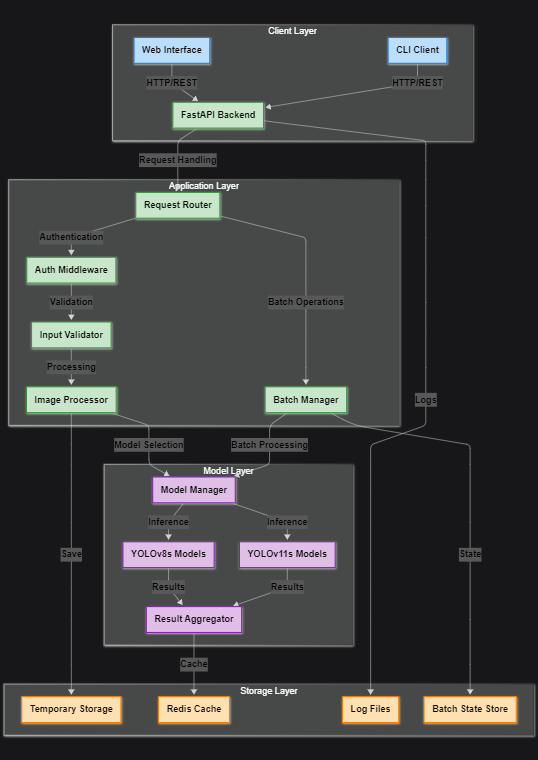 Client Layer
Web Interface
CLI Client
HTTP/REST
HTTP/REST
FastAPI Backend
Request Handling
Application Layer
Request Router
Authentication
Auth Middleware
Validation
Batch Operations
Input Validator
Processing
Image Processor
Batch Manager
Logs
Model Selection
Batch Processing
Model Layer
Model Manager
Inference
Inference
YOLOv8s Models
YOLOv11s Models
Save
State
Results
Results
Result Aggregator
Cache
Storage Layer
Temporary Storage
Redis Cache
Log Files
Batch State Store